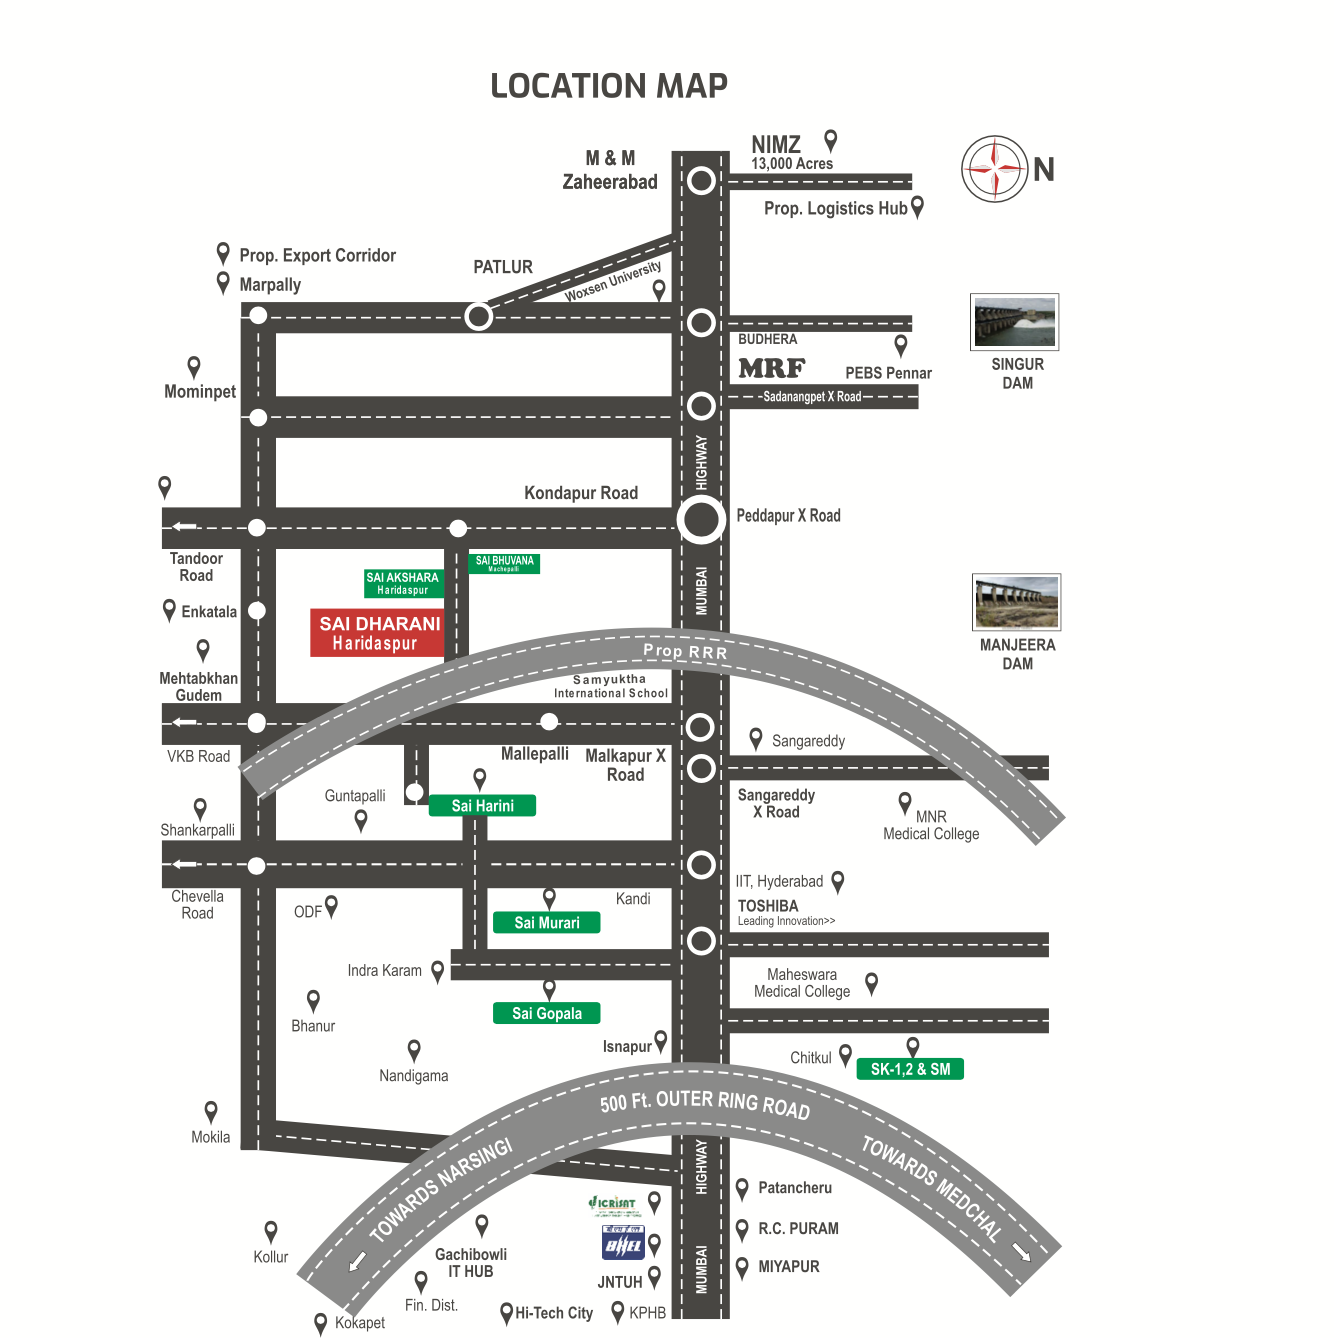 LOCATION MAP
NIMZ
13,000 Acres
M & M
Zaheerabad
N
Prop. Logistics Hub
Prop. Export Corridor
Marpally
PATLUR
Woxsen University
BUDHERA
MRF
PEBS Pennar
SINGUR
DAM
Mominpet
Sadanangpet X Road
HIGHWAY
Kondapur Road
Peddapur X Road
Tandoor
Road
SAI BHUVANA
Machepalli
SAI AKSHARA
Haridaspur
MUMBAI
Enkatala
SAI DHARANI
Haridaspur
MANJEERA
DAM
Prop RRR
Mehtabkhan
Gudem
Samyuktha
International School
VKB Road
Mallepalli
Malkapur X
Road
Sangareddy
Guntapalli
Sai Harini
Sangareddy
X Road
MNR
Medical College
Shankarpalli
Chevella
Road
ODF
Kandi
IIT, Hyderabad
TOSHIBA
Leading Innovation>>
Sai Murari
Indra Karam
Maheswara
Medical College
Sai Gopala
Bhanur
Isnapur
Nandigama
Chitkul
SK-1,2 & SM
500 Ft. OUTER RING ROAD
Mokila
TOWARDS NARSINGI
HIGHWAY
TOWARDS MEDCHAL
Patancheru
ICRISAT
R.C. PURAM
Kollur
Gachibowli
IT HUB
BHEL
MUMBAI
MIYAPUR
JNTUH
Fin. Dist.
Hi-Tech City
KPHB
Kokapet